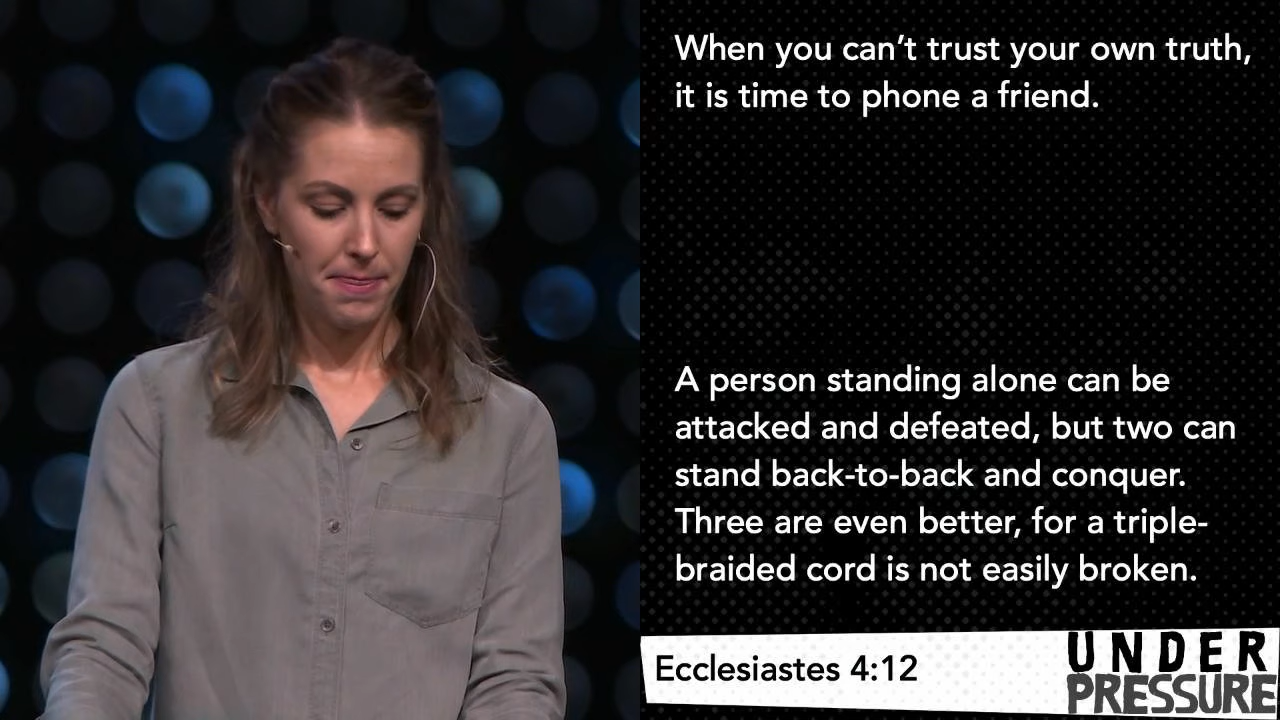 When you can’t trust your own truth,
it is time to phone a friend.
A person standing alone can be
attacked and defeated, but two can
stand back-to-back and conquer.
Three are even better, for a triple-
braided cord is not easily broken.
Ecclesiastes 4:12
UNDER
PRESSURE